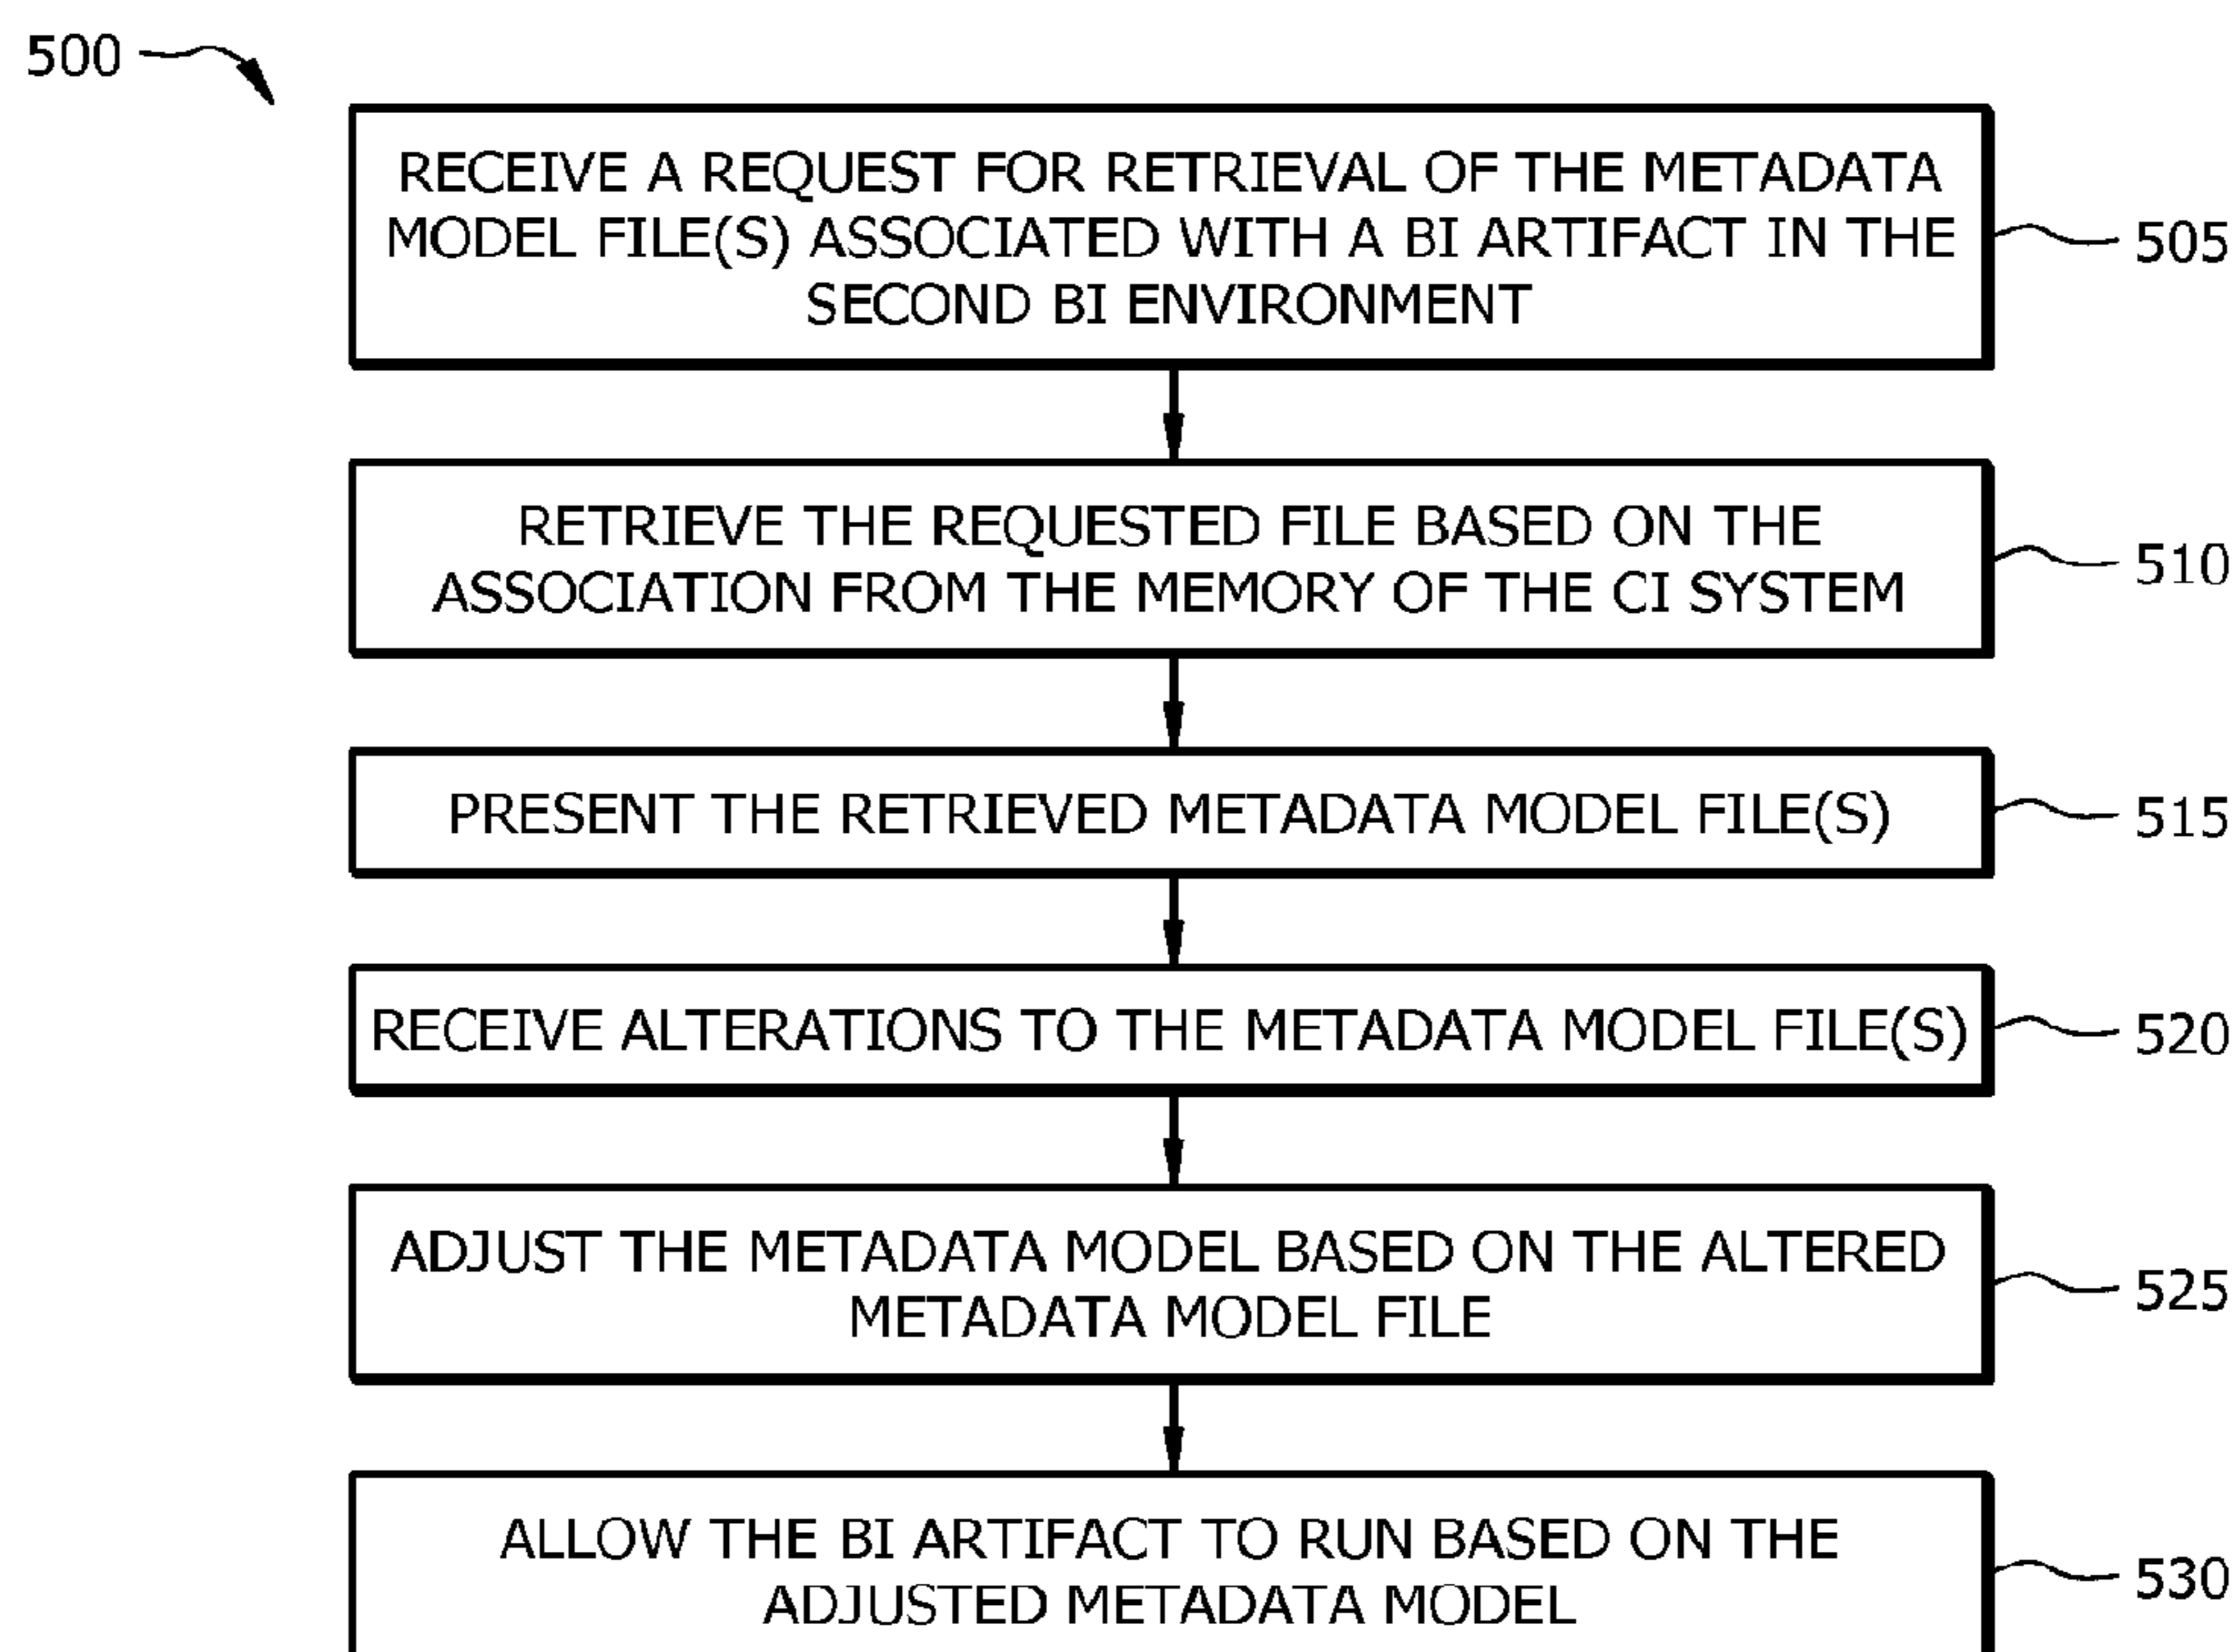 500
RECEIVE A REQUEST FOR RETRIEVAL OF THE METADATA
MODEL FILE(S) ASSOCIATED WITH A BI ARTIFACT IN THE
SECOND BI ENVIRONMENT
505
RETRIEVE THE REQUESTED FILE BASED ON THE
ASSOCIATION FROM THE MEMORY OF THE CI SYSTEM
510
PRESENT THE RETRIEVED METADATA MODEL FILE(S)
515
RECEIVE ALTERATIONS TO THE METADATA MODEL FILE(S)
520
ADJUST THE METADATA MODEL BASED ON THE ALTERED
METADATA MODEL FILE
525
ALLOW THE BI ARTIFACT TO RUN BASED ON THE
ADJUSTED METADATA MODEL
530